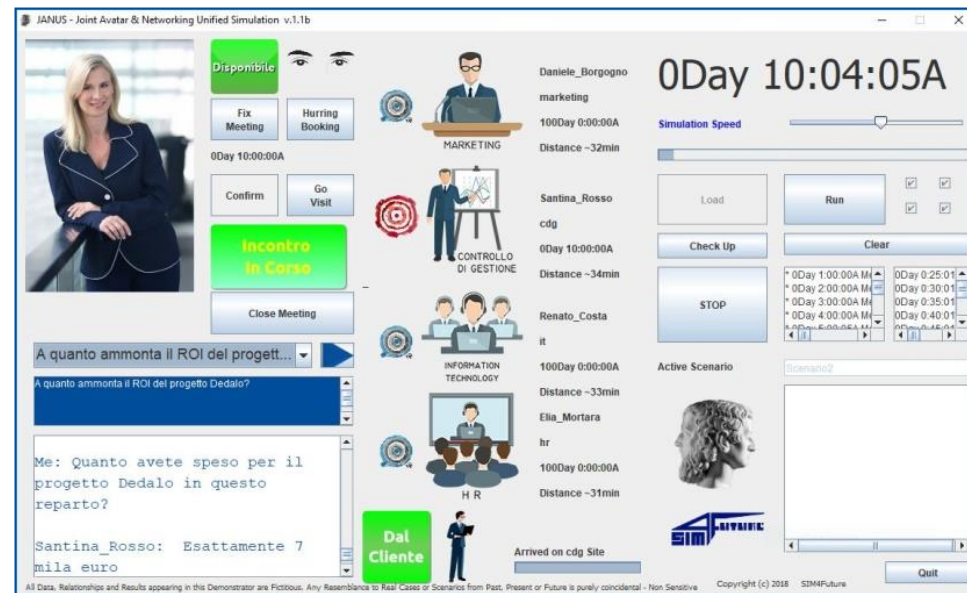 JANUS - Joint Avatar & Networking Unified Simulation v.1.1b
Disponibile
Fix
Meeting
Hurring
Booking
0Day 10:00:00A
Confirm
Go
Visit
Incontro
In Corso
Close Meeting
A quanto ammonta il ROI del progett...
A quanto ammonta il ROI del progetto Dedalo?
Me: Quanto avete speso per il
progetto Dedalo in questo
reparto?
Santina_Rosso: Esattamente 7
mila euro
MARKETING
Daniele_Borgogno
marketing
100Day 0:00:00A
Distance ~32min
CONTROLLO
DI GESTIONE
Santina_Rosso
cdg
0Day 10:00:00A
Distance ~34min
INFORMATION
TECHNOLOGY
Renato_Costa
it
100Day 0:00:00A
Distance ~33min
H R
Elia_Mortara
hr
100Day 0:00:00A
Distance ~31min
Dal
Cliente
Arrived on cdg Site
0Day 10:04:05A
Simulation Speed
Load
Run
Check Up
Clear
STOP
* 0Day 1:00:00A M
* 0Day 2:00:00A M
* 0Day 3:00:00A M
* 0Day 4:00:00A M
0Day 0:25:01
0Day 0:30:01
0Day 0:35:01
0Day 0:40:01
Active Scenario
Scenario2
SIM4FUTURE
Quit
All Data, Relationships and Results appearing in this Demonstrator are Fictitious. Any Resemblance to Real Cases or Scenarios from Past, Present or Future is purely coincidental - Non Sensitive
Copyright (c) 2018 SIM4Future